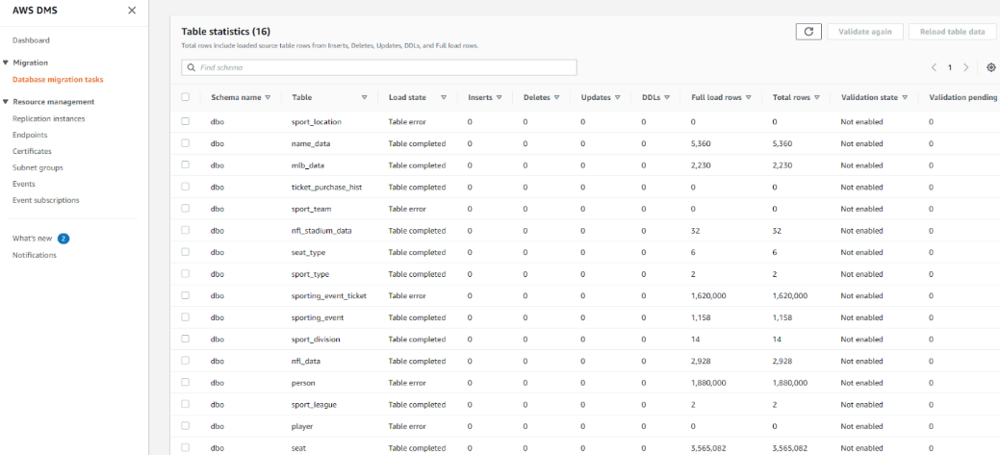 AWS DMS
Dashboard
Migration
Database migration tasks
Resource management
Replication instances
Endpoints
Certificates
Subnet groups
Events
Event subscriptions
What's new 2
Notifications
Table statistics (16)
Total rows include loaded source table rows from Inserts, Deletes, Updates, DDLs, and Full load rows.
Validate again
Reload table data
Find schema
1
Schema name Table Load state Inserts Deletes Updates DDLs Full load rows Total rows Validation state Validation pending
dbo sport_location Table error 0 0 0 0 0 0 Not enabled 0
dbo name_data Table completed 0 0 0 0 5,360 5,360 Not enabled 0
dbo mlb_data Table completed 0 0 0 0 2,230 2,230 Not enabled 0
dbo ticket_purchase_hist Table completed 0 0 0 0 0 0 Not enabled 0
dbo sport_team Table error 0 0 0 0 0 0 Not enabled 0
dbo nfl_stadium_data Table completed 0 0 0 0 32 32 Not enabled 0
dbo seat_type Table completed 0 0 0 0 6 6 Not enabled 0
dbo sport_type Table completed 0 0 0 0 2 2 Not enabled 0
dbo sporting_event_ticket Table error 0 0 0 0 1,620,000 1,620,000 Not enabled 0
dbo sporting_event Table completed 0 0 0 0 1,158 1,158 Not enabled 0
dbo sport_division Table completed 0 0 0 0 14 14 Not enabled 0
dbo nfl_data Table completed 0 0 0 0 2,928 2,928 Not enabled 0
dbo person Table error 0 0 0 0 1,880,000 1,880,000 Not enabled 0
dbo sport_league Table completed 0 0 0 0 2 2 Not enabled 0
dbo player Table error 0 0 0 0 0 0 Not enabled 0
dbo seat Table completed 0 0 0 0 3,565,082 3,565,082 Not enabled 0